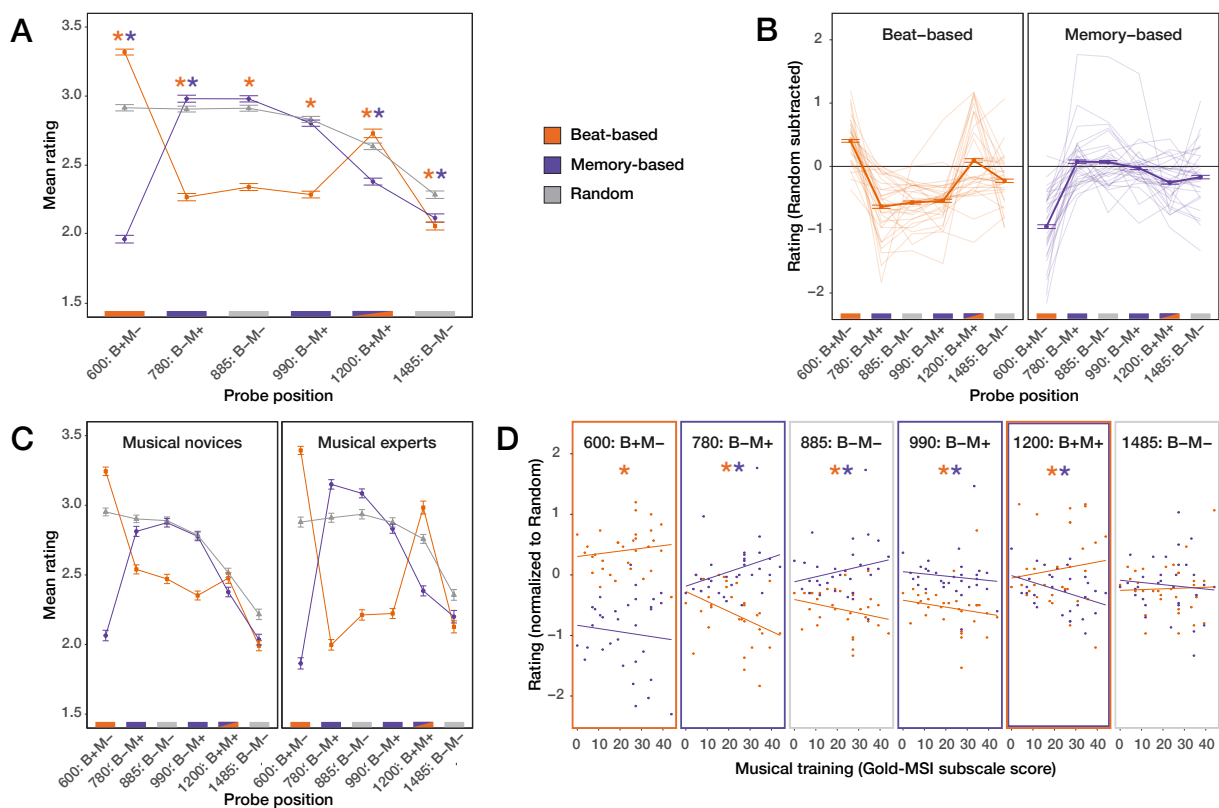 A
3.5
3.0
2.5
2.0
1.5
Mean rating
* * * * * * * * * *
600: B+M−
780: B−M+
885: B−M−
990: B−M+
1200: B+M+
1485: B−M−
Probe position
Beat-based
Memory-based
Random
B
Beat−based
Memory−based
2
1
0
−1
−2
Rating (Random subtracted)
600: B+M−
780: B−M+
885: B−M−
990: B−M+
1200: B+M+
1485: B−M−
600: B+M−
780: B−M+
885: B−M−
990: B−M+
1200: B+M+
1485: B−M−
Probe position
C
Musical novices
Musical experts
3.5
3.0
2.5
2.0
1.5
Mean rating
600: B+M−
780: B−M+
885: B−M−
990: B−M+
1200: B+M+
1485: B−M−
600: B+M−
780: B−M+
885: B−M−
990: B−M+
1200: B+M+
1485: B−M−
Probe position
D
600: B+M−
780: B−M+
885: B−M−
990: B−M+
1200: B+M+
1485: B−M−
* ** ** ** **
2
1
0
−1
−2
Rating (normalized to Random)
0 10 20 30 40
0 10 20 30 40
0 10 20 30 40
0 10 20 30 40
0 10 20 30 40
0 10 20 30 40
Musical training (Gold-MSI subscale score)